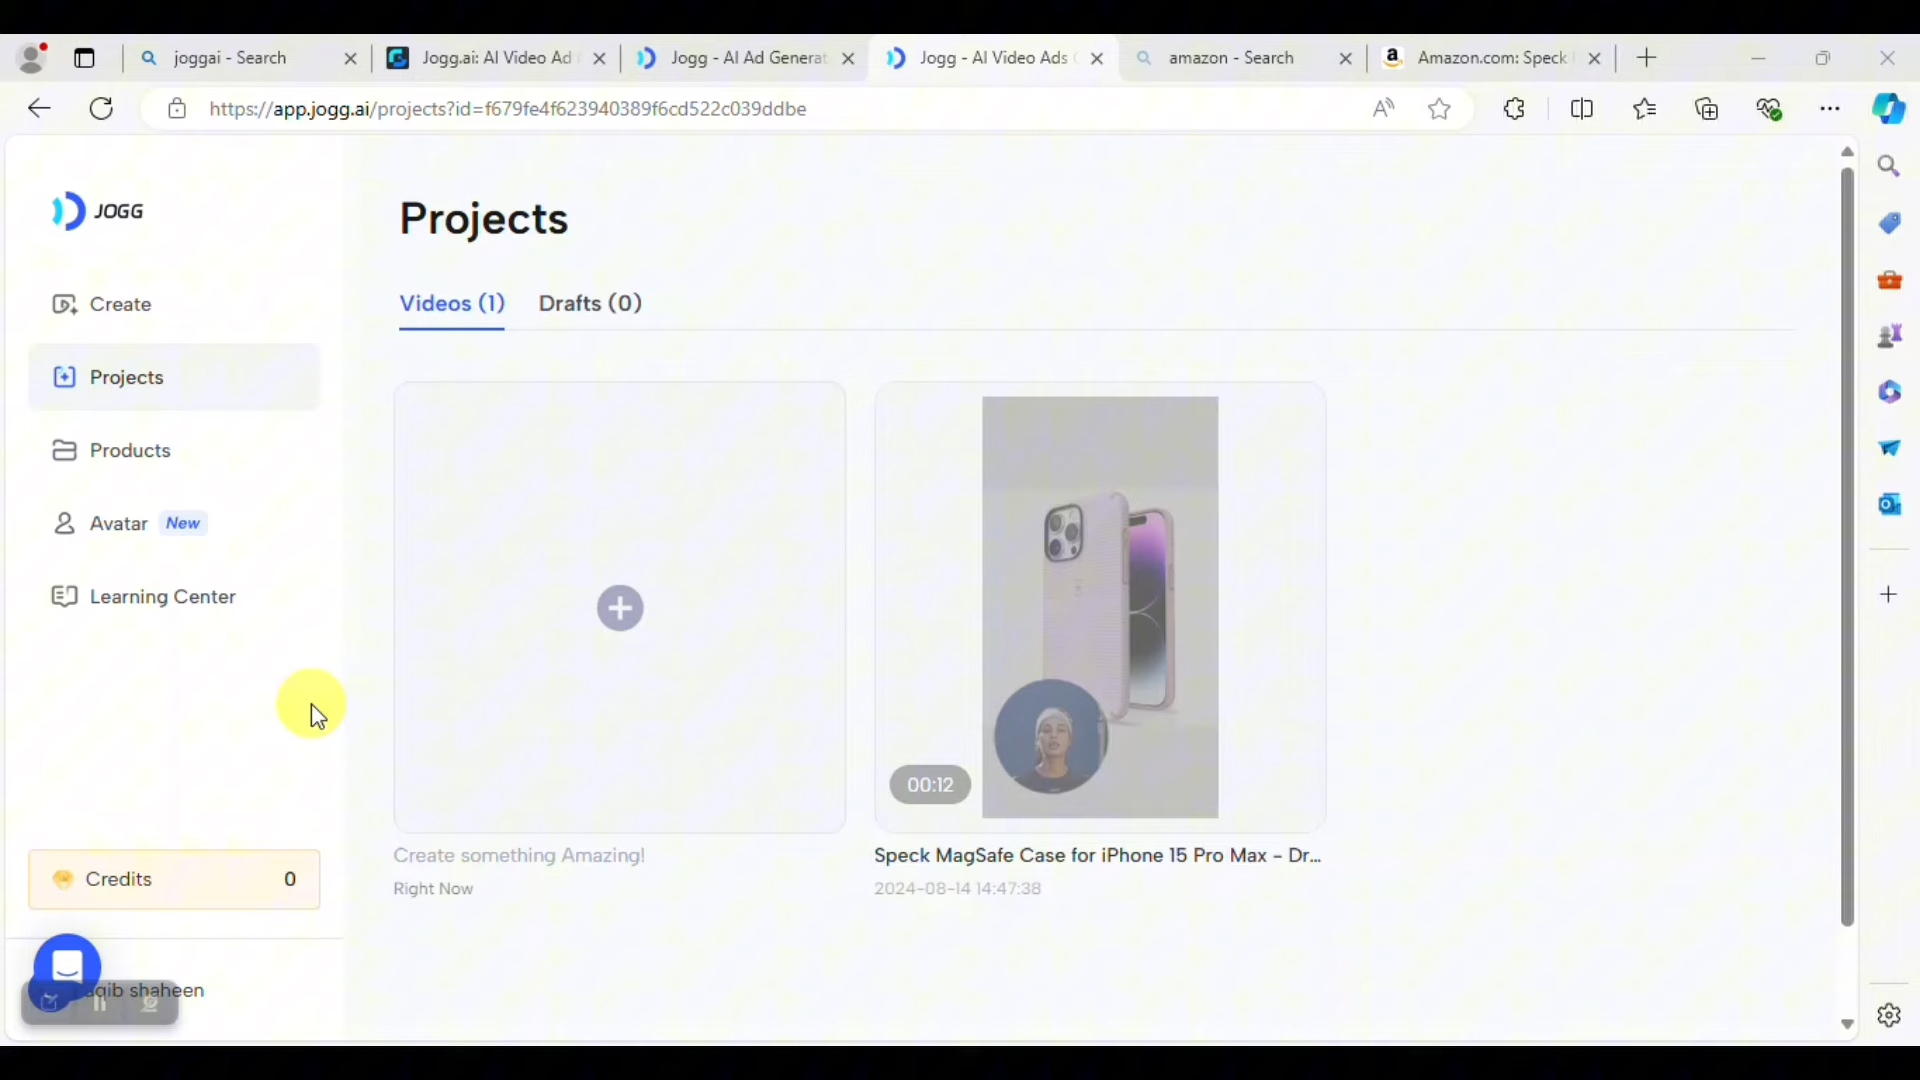 joggai - Search
Jogg.ai: AI Video Ad
Jogg - AI Ad Generat
Jogg - AI Video Ads
amazon - Search
Amazon.com: Speck
https://app.jogg.ai/projects?id=f679fe4f623940389f6cd522c039ddbe
JOGG
Create
Projects
Products
Avatar New
Learning Center
Credits 0
aqib shaheen
Projects
Videos (1) Drafts (0)
00:12
Create something Amazing!
Right Now
Speck MagSafe Case for iPhone 15 Pro Max - Dr...
2024-08-14 14:47:38